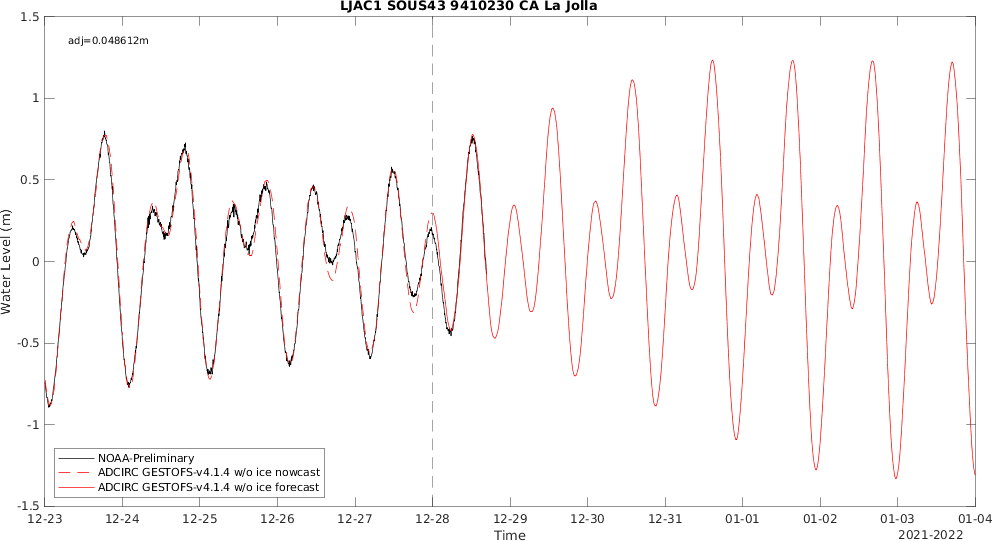 LJAC1 SOUS43 9410230 CA La Jolla
adj=0.048612m
Water Level (m)
1.5
1
0.5
0
-0.5
-1
-1.5
NOAA-Preliminary
ADCIRC GESTOFS-v4.1.4 w/o ice nowcast
ADCIRC GESTOFS-v4.1.4 w/o ice forecast
12-23 12-24 12-25 12-26 12-27 12-28 12-29 12-30 12-31 01-01 01-02 01-03 01-04
Time
2021-2022